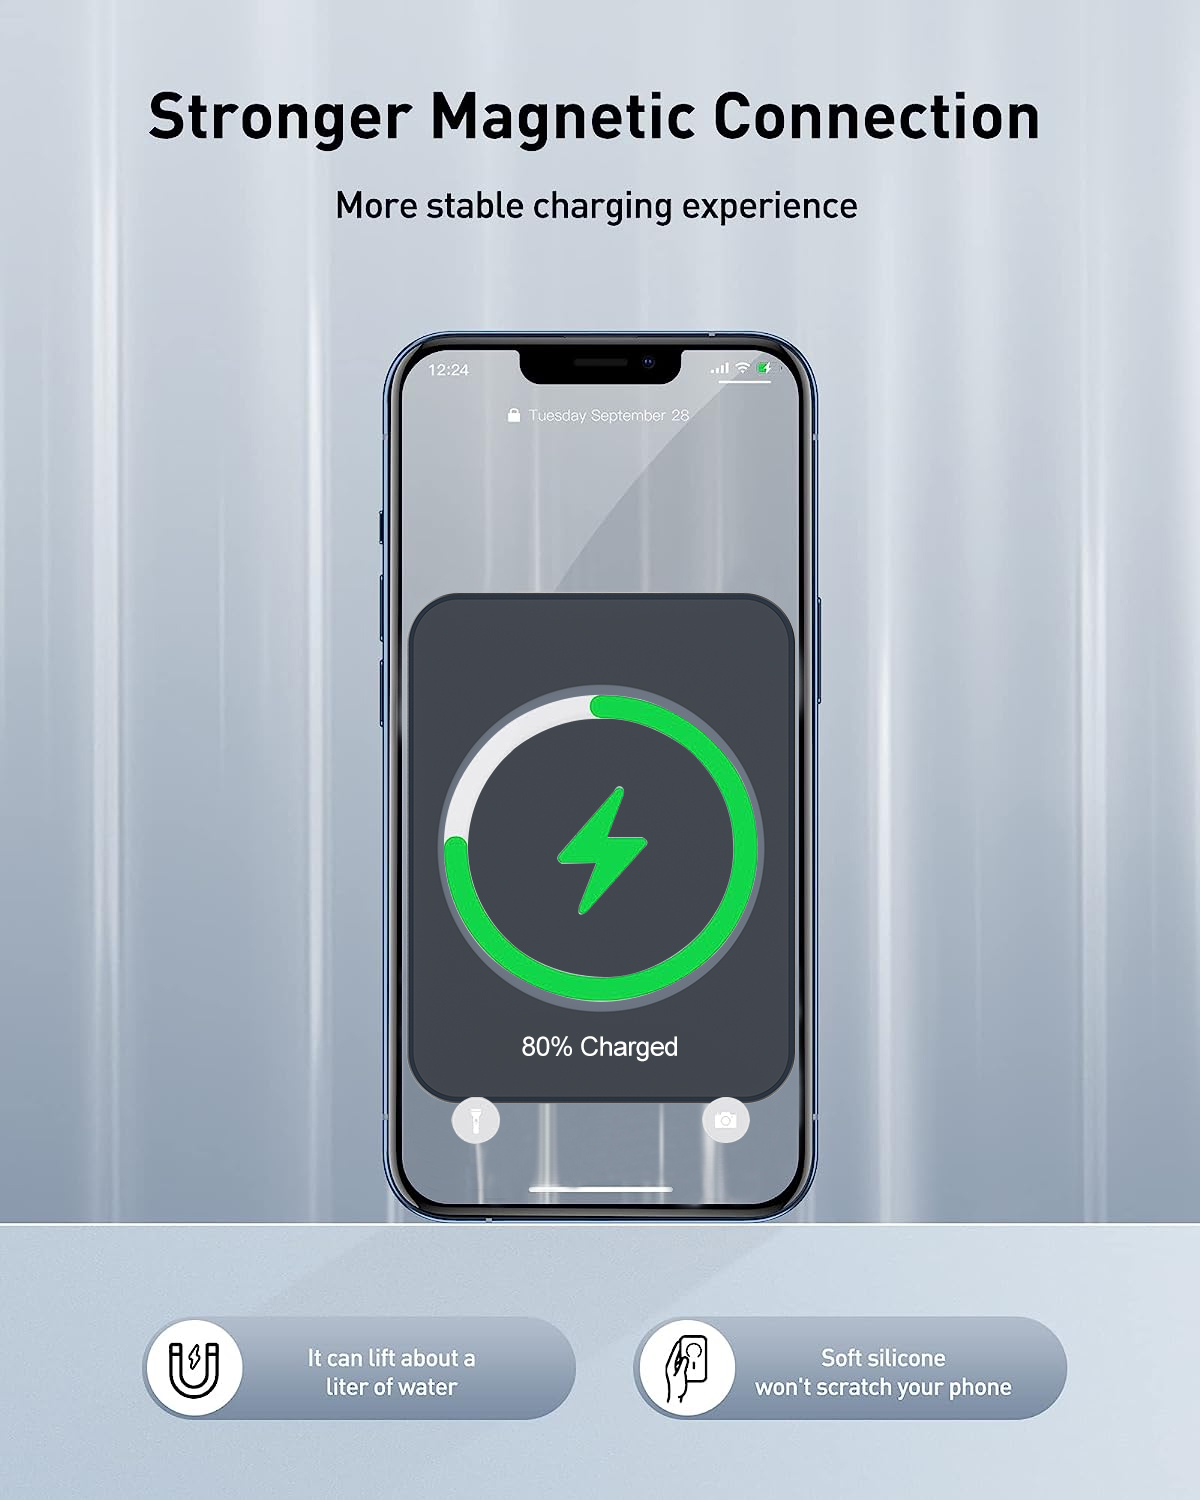 Stronger Magnetic Connection
More stable charging experience
12:24
Tuesday September 28
80% Charged
It can lift about a
liter of water
Soft silicone
won't scratch your phone